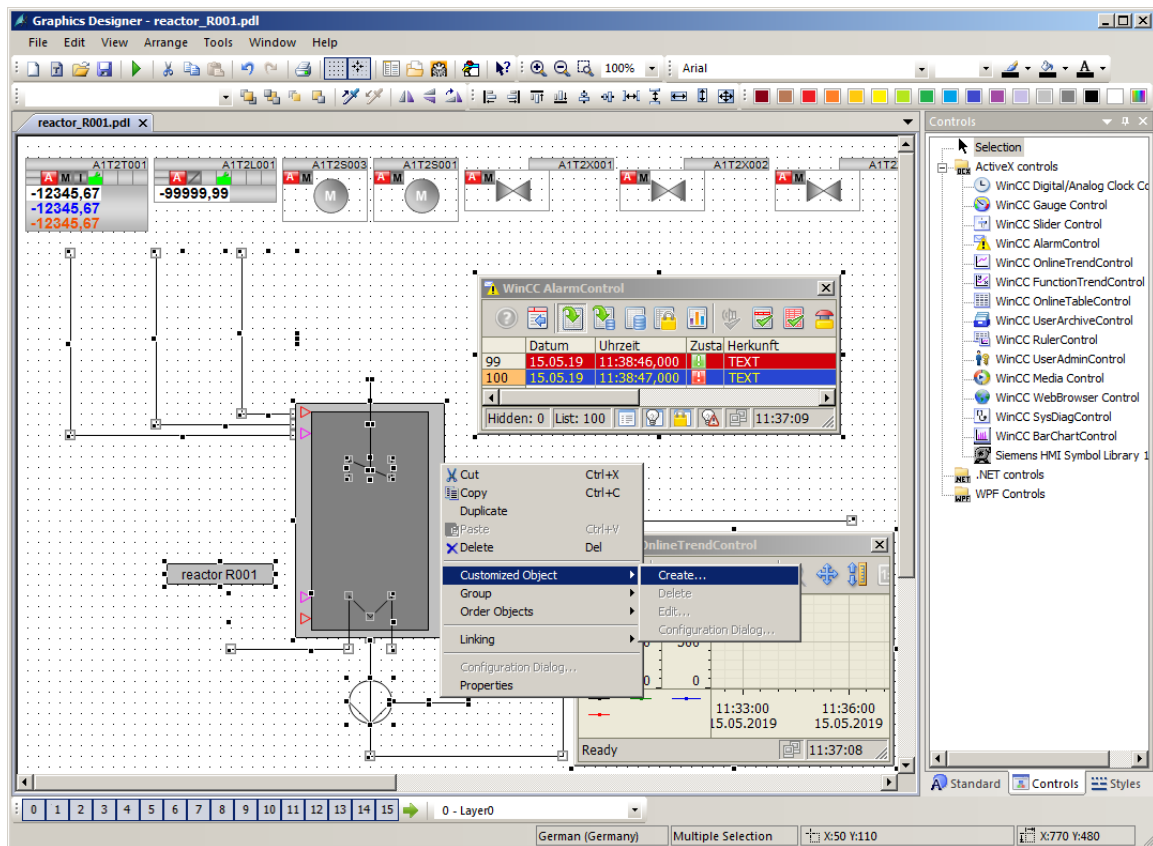 Graphics Designer - reactor_R001.pdl
File Edit View Arrange Tools Window Help
100% Arial
A
reactor_R001.pdl
A1T2T001 A1T2L001 A1T2S003 A1T2S001 A1T2X001 A1T2X002 A1T2
A M I A A M A M A M A M A M
-12345,67 -99999,99 M M
-12345,67
-12345,67
WinCC AlarmControl
Datum Uhrzeit Zusta Herkunft
99 15.05.19 11:38:46,000 TEXT
100 15.05.19 11:38:47,000 TEXT
Hidden: 0 List: 100 11:37:09
Cut Ctrl+X
Copy Ctrl+C
Duplicate
Paste Ctrl+V
Delete Del
Customized Object
Group
Order Objects
Linking
Configuration Dialog...
Properties
Create...
Delete
Edit...
Configuration Dialog...
reactor R001
OnlineTrendControl
0 0
11:33:00 11:36:00
15.05.2019 15.05.2019
Ready 11:37:08
Controls
Selection
ActiveX controls
WinCC Digital/Analog Clock Co
WinCC Gauge Control
WinCC Slider Control
WinCC AlarmControl
WinCC OnlineTrendControl
WinCC FunctionTrendControl
WinCC OnlineTableControl
WinCC UserArchiveControl
WinCC RulerControl
WinCC UserAdminControl
WinCC Media Control
WinCC WebBrowser Control
WinCC SysDiagControl
WinCC BarChartControl
Siemens HMI Symbol Library 1
.NET controls
WPF Controls
Standard Controls Styles
0 1 2 3 4 5 6 7 8 9 10 11 12 13 14 15 0 - Layer0
German (Germany) Multiple Selection X:50 Y:110 X:770 Y:480